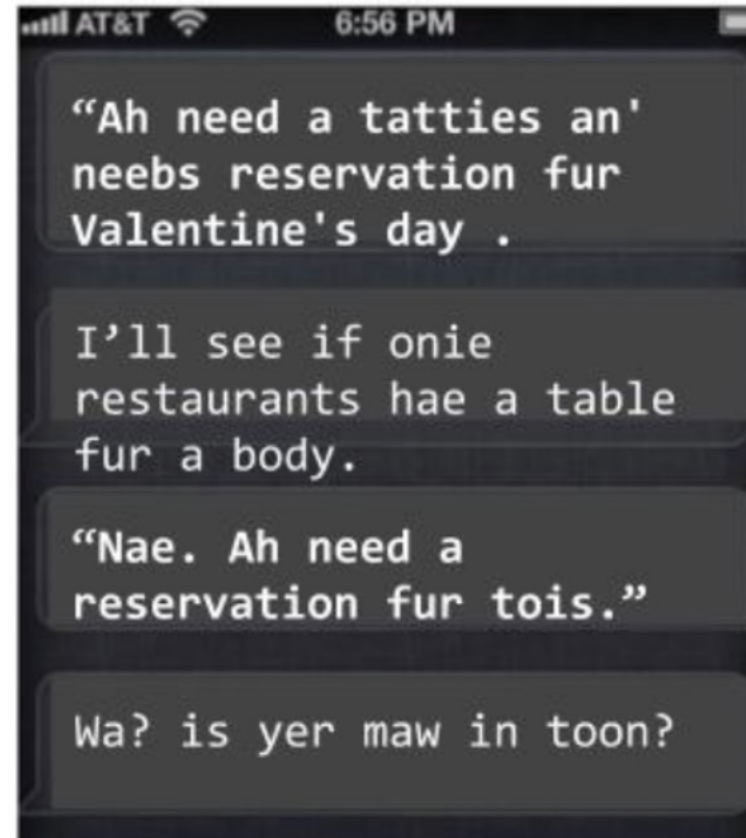 AT&T 6:56 PM
“Ah need a tatties an'
neebs reservation fur
Valentine's day .
I’ll see if onie
restaurants hae a table
fur a body.
“Nae. Ah need a
reservation fur tois.”
Wa? is yer maw in toon?